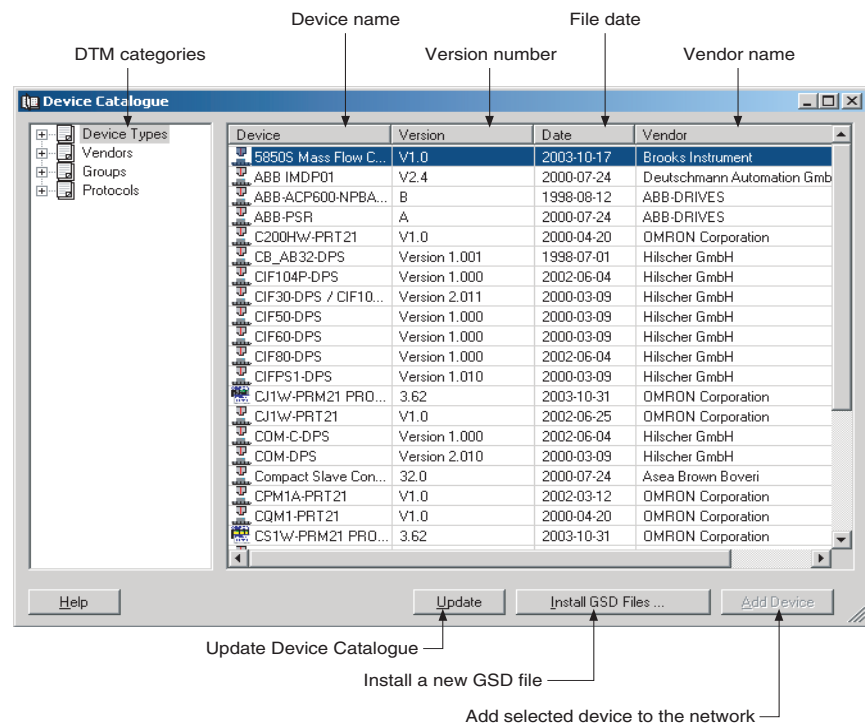 Device name File date
DTM categories Version number Vendor name
Device Catalogue
Device Types
Vendors
Groups
Protocols
Device Version Date Vendor
5850S Mass Flow C... V1.0 2003-10-17 Brooks Instrument
ABB IMDP01 V2.4 2000-07-24 Deutschmann Automation Gmb
ABB-ACP600-NPBA... B 1998-08-12 ABB-DRIVES
ABB-PSR A 2000-07-24 ABB-DRIVES
C200HW-PRT21 V1.0 2000-04-20 OMRON Corporation
CB_AB32-DPS Version 1.001 1998-07-01 Hilscher GmbH
CIF104P-DPS Version 1.000 2002-06-04 Hilscher GmbH
CIF30-DPS / CIF10... Version 2.011 2000-03-09 Hilscher GmbH
CIF50-DPS Version 1.000 2000-03-09 Hilscher GmbH
CIF60-DPS Version 1.000 2000-03-09 Hilscher GmbH
CIF80-DPS Version 1.000 2002-06-04 Hilscher GmbH
CIFPS1-DPS Version 1.010 2000-03-09 Hilscher GmbH
CJ1W-PRM21 PRO... 3.62 2003-10-31 OMRON Corporation
CJ1W-PRT21 V1.0 2002-06-25 OMRON Corporation
COM-C-DPS Version 1.000 2002-06-04 Hilscher GmbH
COM-DPS Version 2.010 2000-03-09 Hilscher GmbH
Compact Slave Con... 32.0 2000-07-24 Asea Brown Boveri
CPM1A-PRT21 V1.0 2002-03-12 OMRON Corporation
CQM1-PRT21 V1.0 2000-04-20 OMRON Corporation
CS1W-PRM21 PRO... 3.62 2003-10-31 OMRON Corporation
Help Update Install GSD Files ... Add Device
Update Device Catalogue
Install a new GSD file
Add selected device to the network